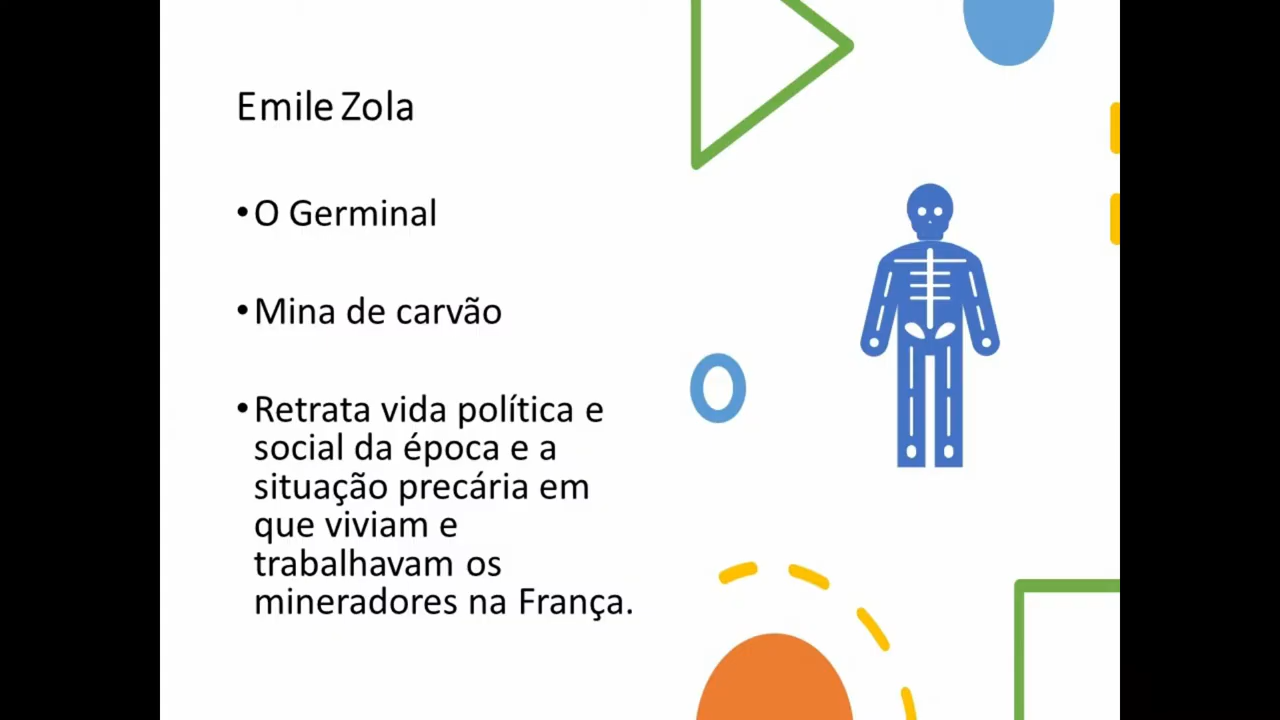 Emile Zola
•O Germinal
•Mina de carvão
•Retrata vida política e
social da época e a
situação precária em
que viviam e
trabalhavam os
mineradores na França.